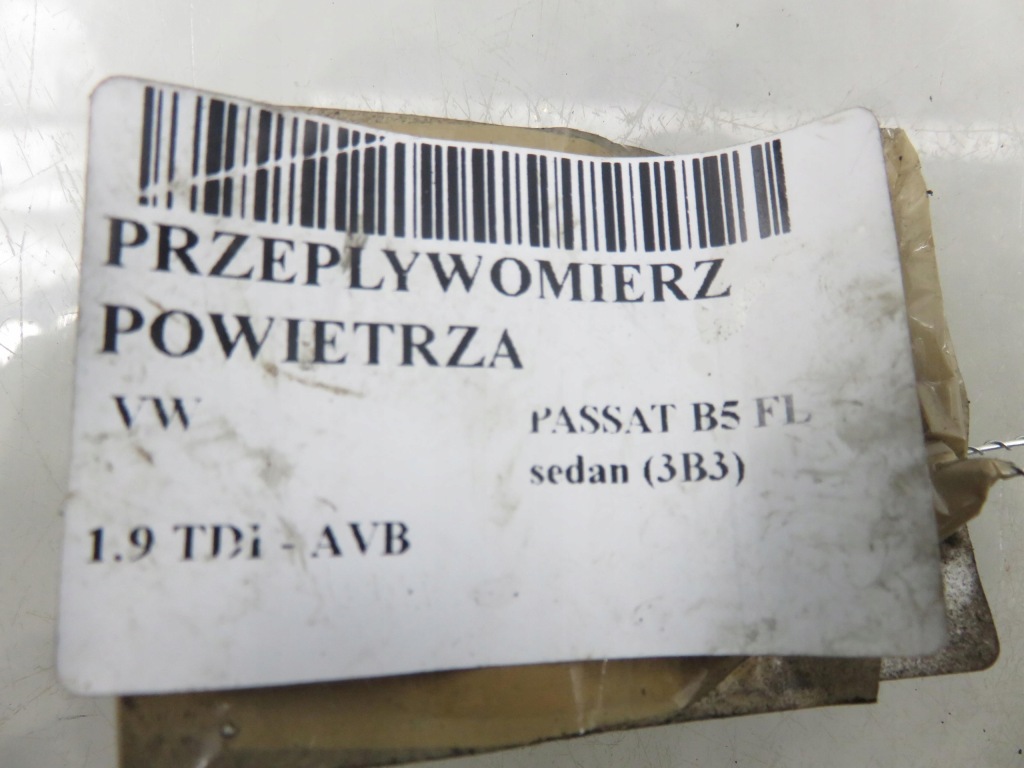 PRZEPLYWOMIERZ
POWIETRZA
VW PASSAT B5 FL
sedan (3B3)
1.9 TDi - AVB